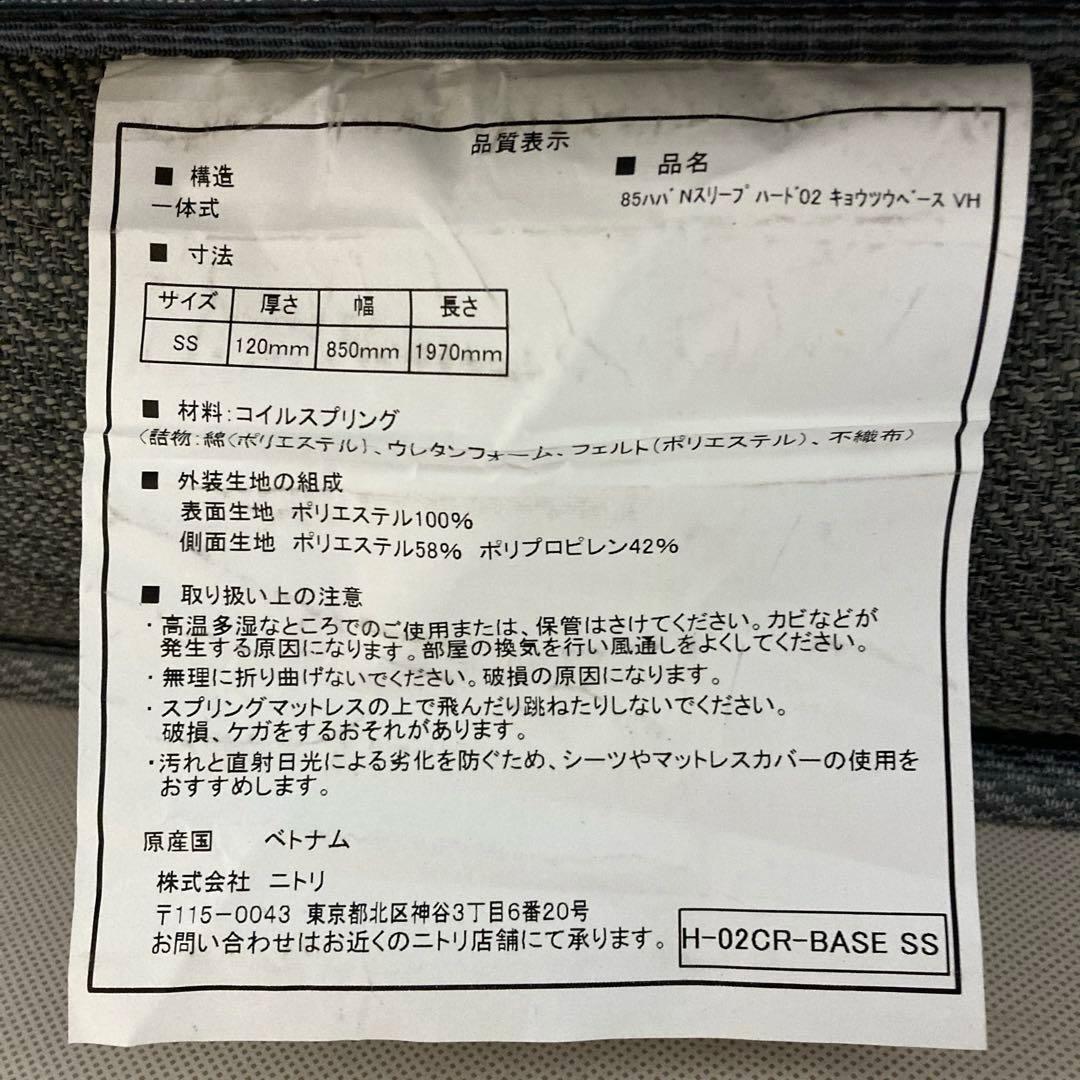 品質表示
■ 構造
一体式
■ 品名
85ﾊﾊﾞ Nｽﾘｰﾌﾟ ﾊｰﾄﾞ02 ｷｮｳﾂｳﾍﾞｰｽ VH
■ 寸法
サイズ 厚さ 幅 長さ
SS 120mm 850mm 1970mm
■ 材料:コイルスプリング
(詰物:綿(ポリエステル)、ウレタンフォーム、フェルト(ポリエステル)、不織布)
■ 外装生地の組成
表面生地 ポリエステル100%
側面生地 ポリエステル58% ポリプロピレン42%
■ 取り扱い上の注意
・高温多湿なところでのご使用または、保管はさけてください。カビなどが
発生する原因になります。部屋の換気を行い風通しをよくしてください。
・無理に折り曲げないでください。破損の原因になります。
・スプリングマットレスの上で飛んだり跳ねたりしないでください。
破損、ケガをするおそれがあります。
・汚れと直射日光による劣化を防ぐため、シーツやマットレスカバーの使用を
おすすめします。
原産国 ベトナム
株式会社 ニトリ
〒115-0043 東京都北区神谷3丁目6番20号
お問い合わせはお近くのニトリ店舗にて承ります。
H-02CR-BASE SS